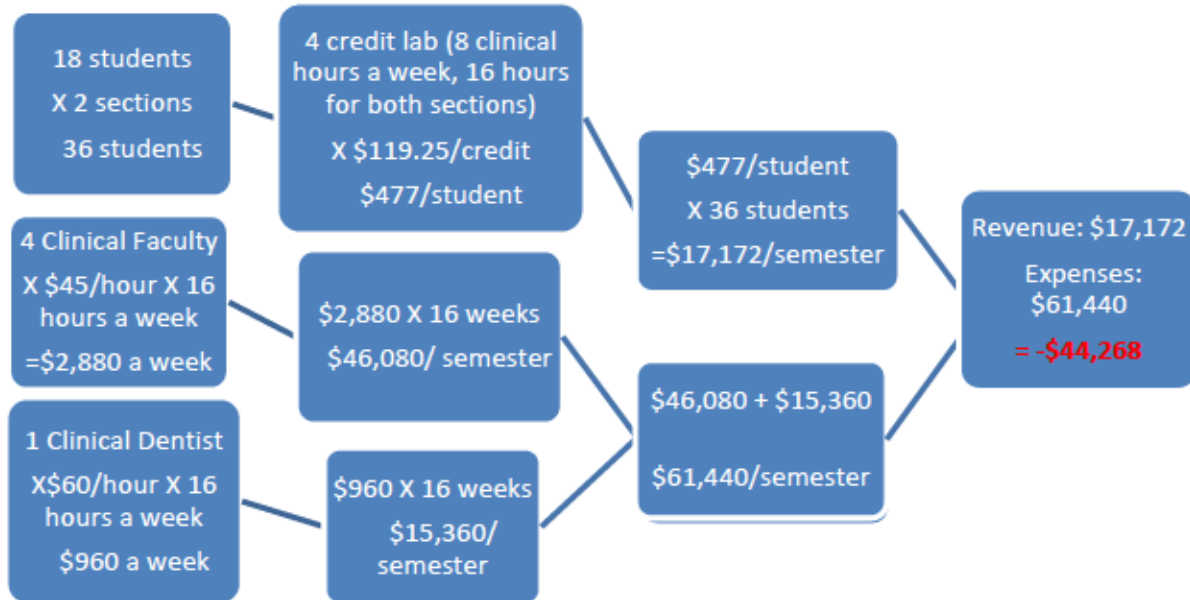 18 students
X 2 sections
36 students
4 credit lab (8 clinical
hours a week, 16 hours
for both sections)
X $119.25/credit
$477/student
$477/student
X 36 students
=$17,172/semester
Revenue: $17,172
Expenses:
$61,440
= -$44,268
4 Clinical Faculty
X $45/hour X 16
hours a week
=$2,880 a week
$2,880 X 16 weeks
$46,080/ semester
$46,080 + $15,360
$61,440/semester
1 Clinical Dentist
X$60/hour X 16
hours a week
$960 a week
$960 X 16 weeks
$15,360/
semester